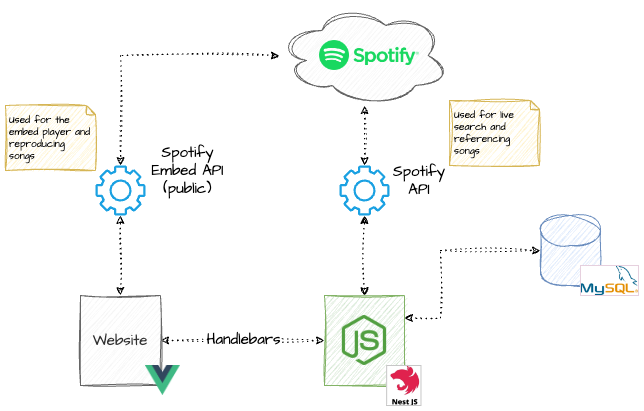 Spotify
Used for the
embed player and
reproducing
songs
Used for live
search and
referencing
songs
Spotify
Embed API
(public)
Spotify
API
MySQL
Website
Handlebars
JS
Nest JS